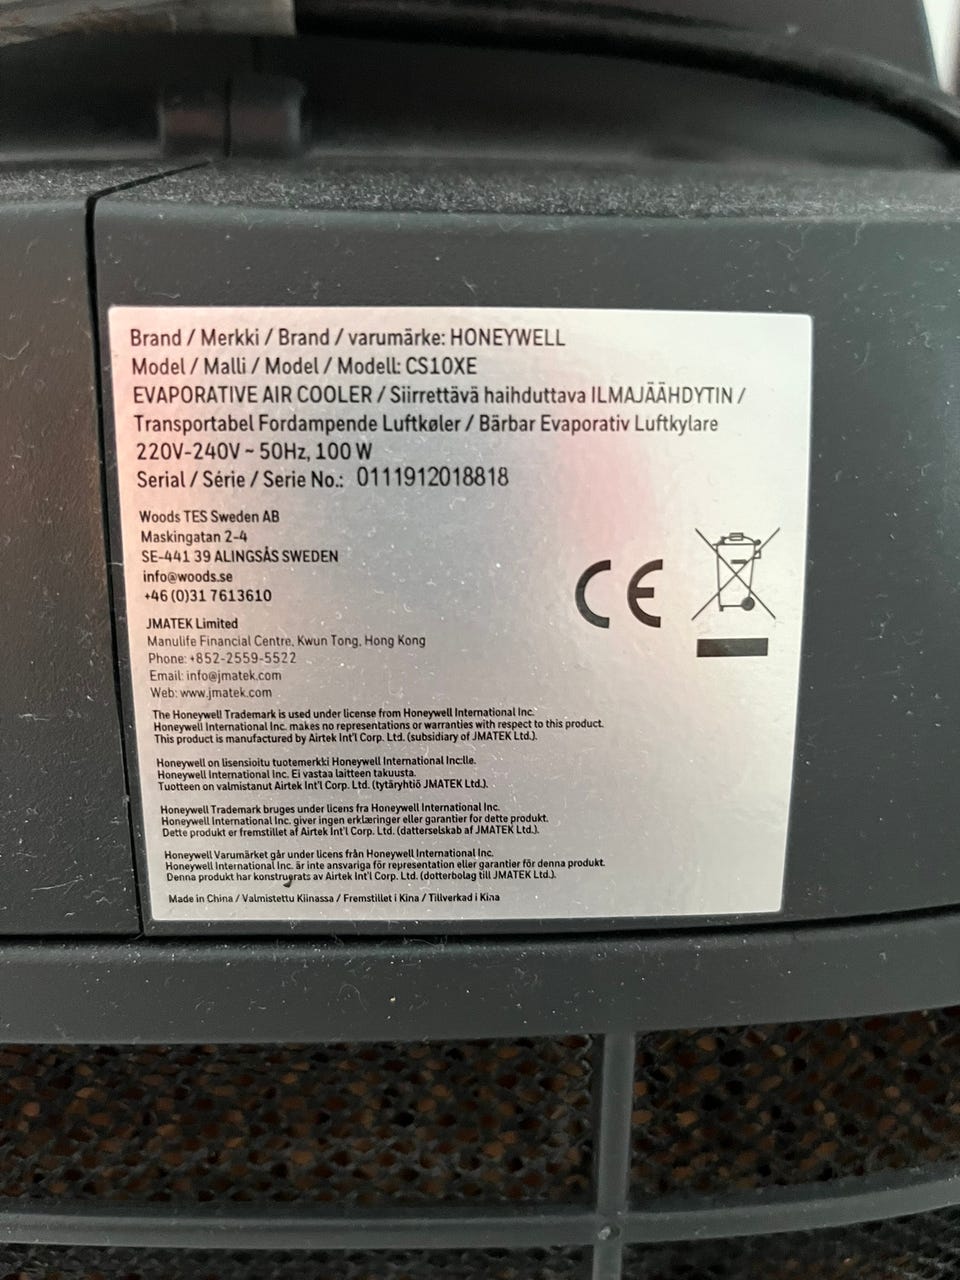 Brand / Merkki / Brand / varumärke: HONEYWELL
Model / Malli / Model / Modell: CS10XE
EVAPORATIVE AIR COOLER / Siirrettävä haihduttava ILMAJÄÄHDYTIN /
Transportabel Fordampende Luftkøler / Bärbar Evaporativ Luftkylare
220V-240V ~ 50Hz, 100 W
Serial / Série / Serie No.: 0111912018818
Woods TES Sweden AB
Maskingatan 2-4
SE-441 39 ALINGSÅS SWEDEN
info@woods.se
+46 (0)31 7613610
JMATEK Limited
Manulife Financial Centre, Kwun Tong, Hong Kong
Phone: +852-2559-5522
Email: info@jmatek.com
Web: www.jmatek.com
CE
The Honeywell Trademark is used under license from Honeywell International Inc.
Honeywell International Inc. makes no representations or warranties with respect to this product.
This product is manufactured by Airtek Int'l Corp. Ltd. (subsidiary of JMATEK Ltd.).
Honeywell on lisensioitu tuotemerkki Honeywell International Inc:lle.
Honeywell International Inc. Ei vastaa laitteen takuusta.
Tuotteen on valmistanut Airtek Int'l Corp. Ltd. (tytäryhtiö JMATEK Ltd.).
Honeywell Trademark bruges under licens fra Honeywell International Inc.
Honeywell International Inc. giver ingen erklæringer eller garantier for dette produkt.
Dette produkt er fremstillet af Airtek Int'l Corp. Ltd. (datterselskab af JMATEK Ltd.).
Honeywell Varumärket går under licens från Honeywell International Inc.
Honeywell International Inc. är inte ansvariga för representation eller garantier för denna produkt.
Denna produkt har konstruerats av Airtek Int'l Corp. Ltd. (dotterbolag till JMATEK Ltd.).
Made in China / Valmistettu Kiinassa / Fremstillet i Kina / Tillverkad i Kina